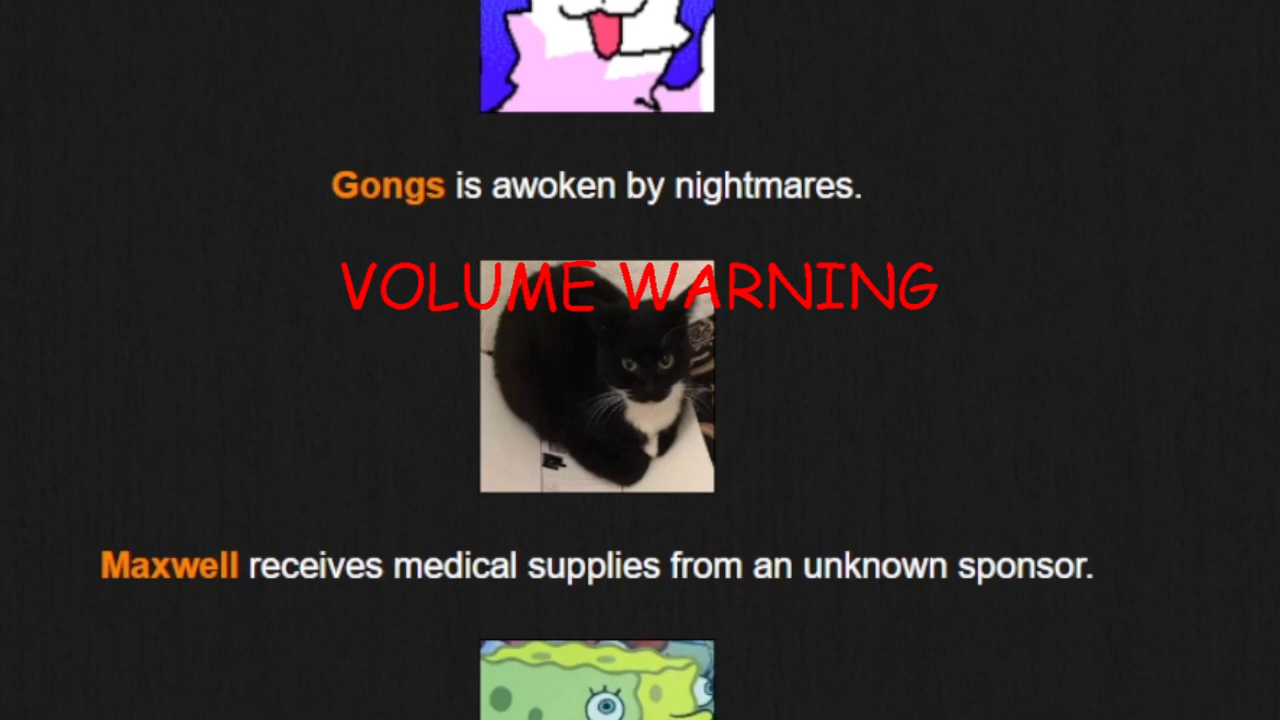 Gongs is awoken by nightmares.
VOLUME WARNING
Maxwell receives medical supplies from an unknown sponsor.